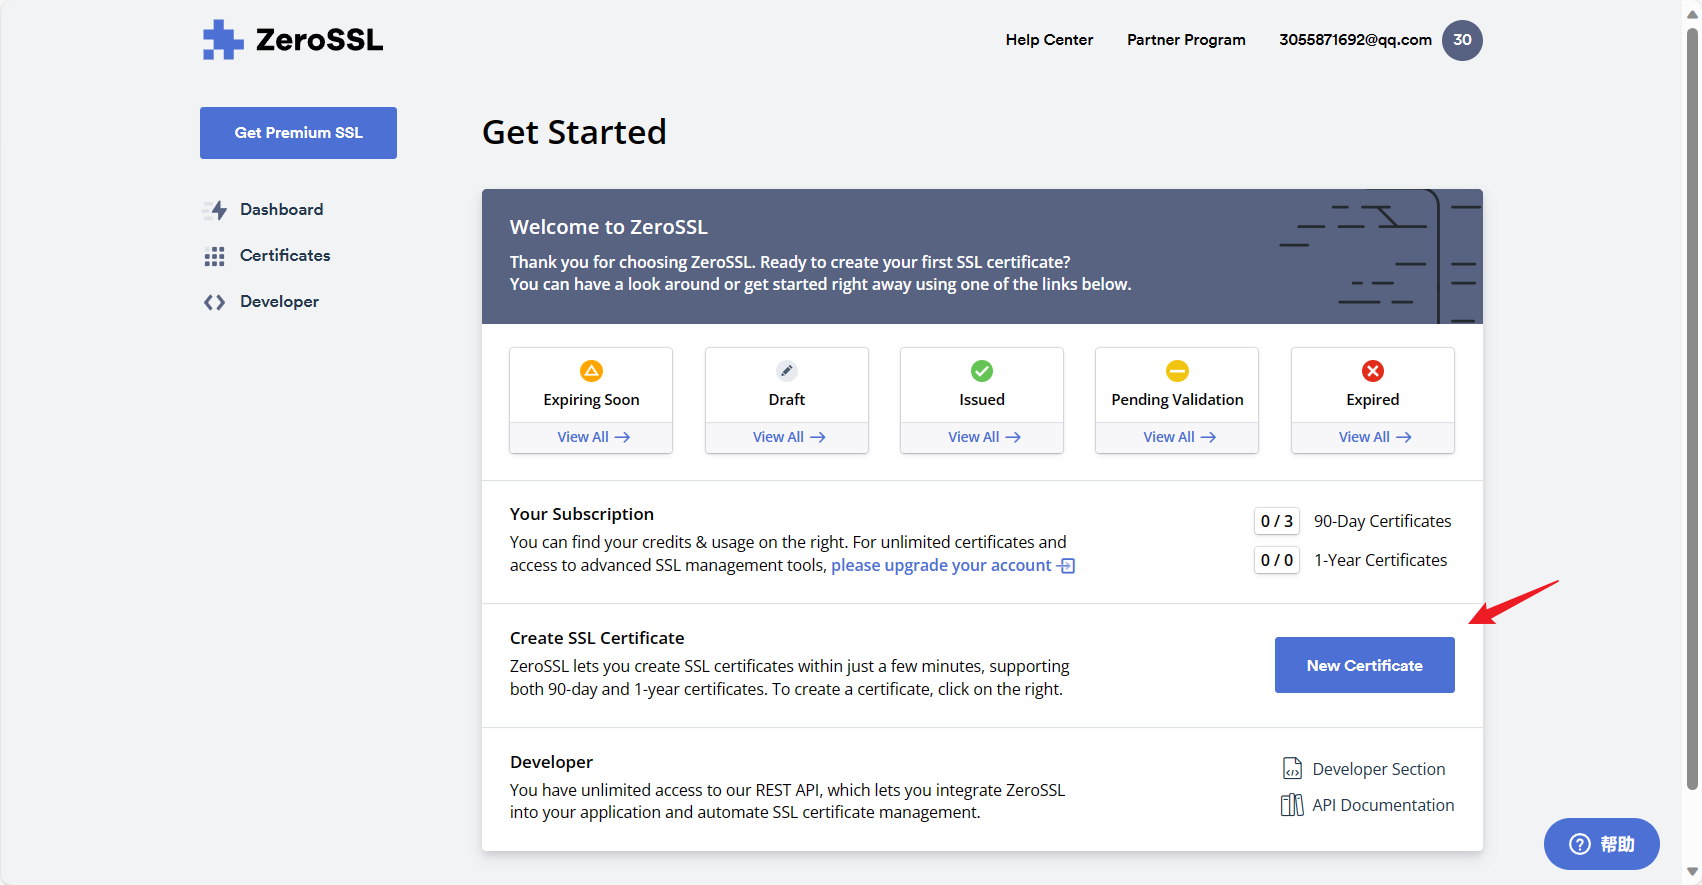 ZeroSSL
Help Center
Partner Program
3055871692@qq.com
30
Get Premium SSL
Dashboard
Certificates
Developer
Get Started
Welcome to ZeroSSL
Thank you for choosing ZeroSSL. Ready to create your first SSL certificate?
You can have a look around or get started right away using one of the links below.
Expiring Soon
View All
Draft
View All
Issued
View All
Pending Validation
View All
Expired
View All
Your Subscription
You can find your credits & usage on the right. For unlimited certificates and
access to advanced SSL management tools, please upgrade your account
0 / 3 90-Day Certificates
0 / 0 1-Year Certificates
Create SSL Certificate
ZeroSSL lets you create SSL certificates within just a few minutes, supporting
both 90-day and 1-year certificates. To create a certificate, click on the right.
New Certificate
Developer
You have unlimited access to our REST API, which lets you integrate ZeroSSL
into your application and automate SSL certificate management.
Developer Section
API Documentation
帮助